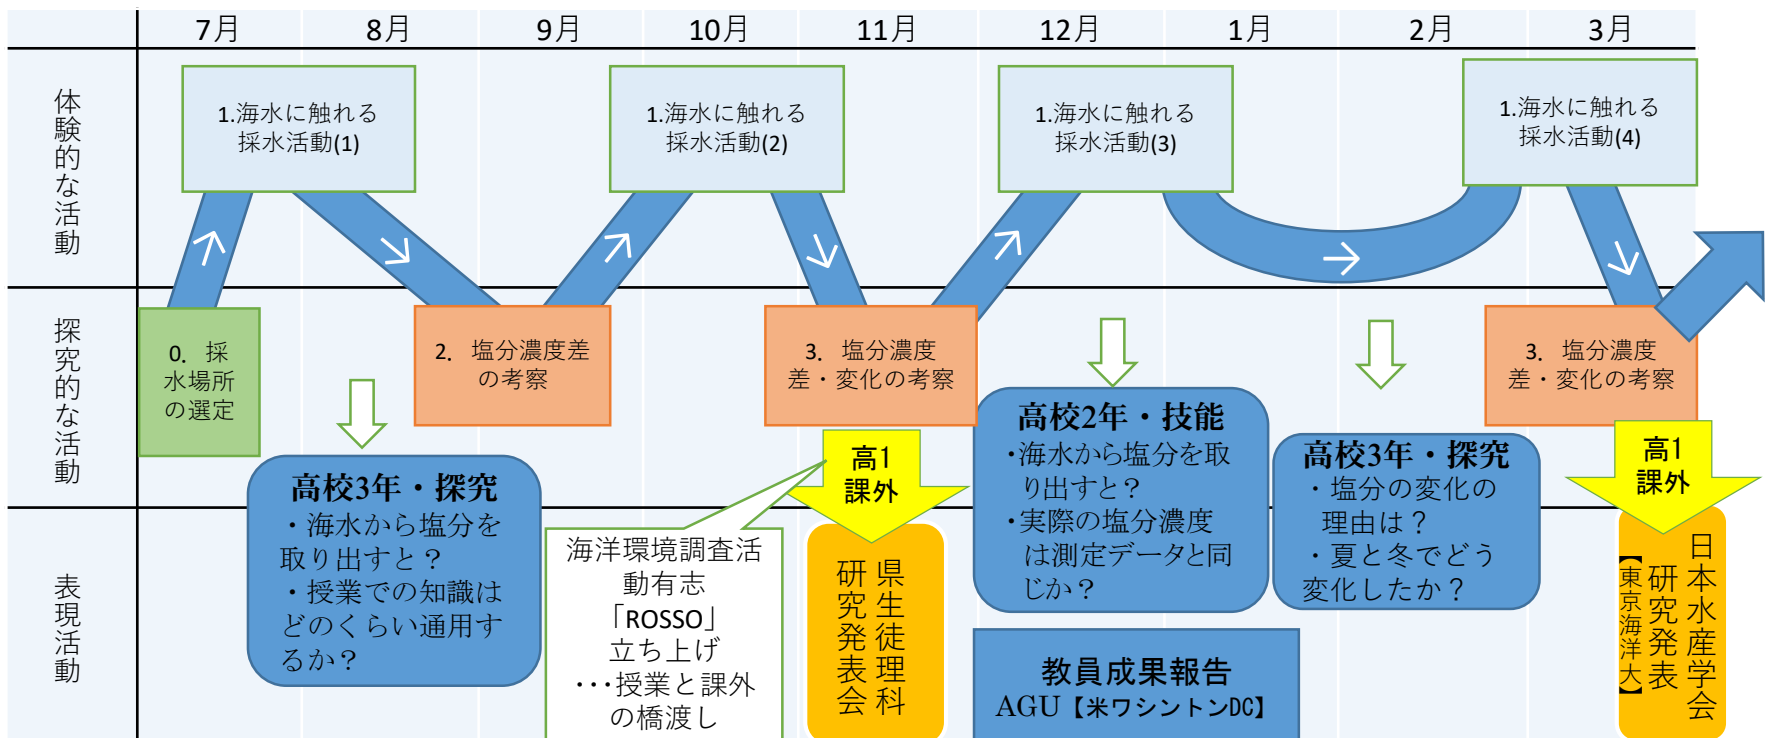 7月
8月
9月
10月
11月
12月
1月
2月
3月
体験的な活動
1.海水に触れる
採水活動(1)
1.海水に触れる
採水活動(2)
1.海水に触れる
採水活動(3)
1.海水に触れる
採水活動(4)
探究的な活動
0. 採
水場所
の選定
2. 塩分濃度差
の考察
3. 塩分濃度
差・変化の考察
3. 塩分濃度
差・変化の考察
高校3年・探究
・海水から塩分を
取り出すと？
・授業での知識は
どのくらい通用す
るか？
高1
課外
高校2年・技能
・海水から塩分を取
り出すと？
・実際の塩分濃度
は測定データと同
じか？
高校3年・探究
・塩分の変化の
理由は？
・夏と冬でどう
変化したか？
高1
課外
表現活動
海洋環境調査活
動有志
「ROSSO」
立ち上げ
･･･授業と課外
の橋渡し
県生徒理科
研究発表会
教員成果報告
AGU【米ワシントンDC】
日本水産学会
研究発表
【東京海洋大】